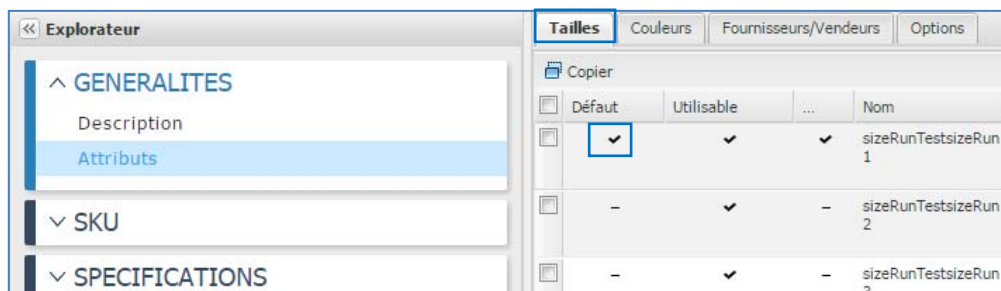 Explorateur
GENERALITES
Description
Attributs
SKU
SPECIFICATIONS
Tailles Couleurs Fournisseurs/Vendeurs Options
Copier
Défaut Utilisable ... Nom
sizeRunTestsizeRun
1
sizeRunTestsizeRun
2
sizeRunTestsizeRun